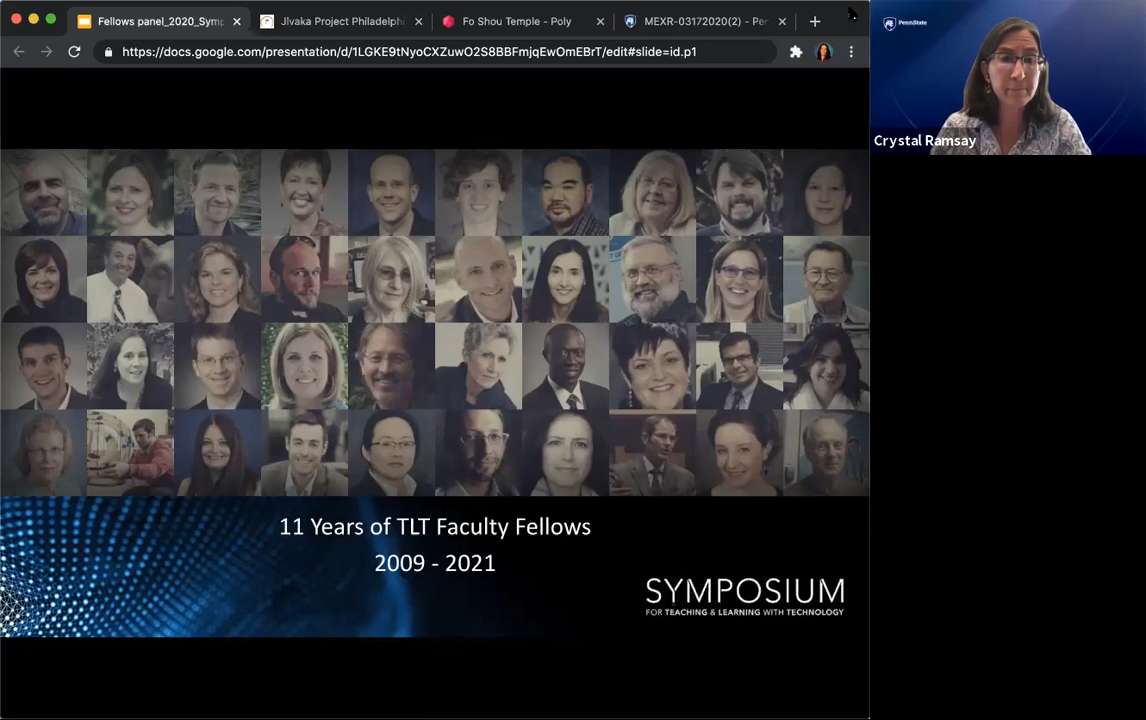 Fellows panel_2020_Symp
Jivaka Project Philadelphi
Fo Shou Temple - Poly
MEXR-03172020(2) - Pen
https://docs.google.com/presentation/d/1LGKE9tNyoCXZuwO2S8BBFmjqEwOmEBrT/edit#slide=id.p1
PennState
Crystal Ramsay
11 Years of TLT Faculty Fellows
2009 - 2021
SYMPOSIUM
FOR TEACHING & LEARNING WITH TECHNOLOGY